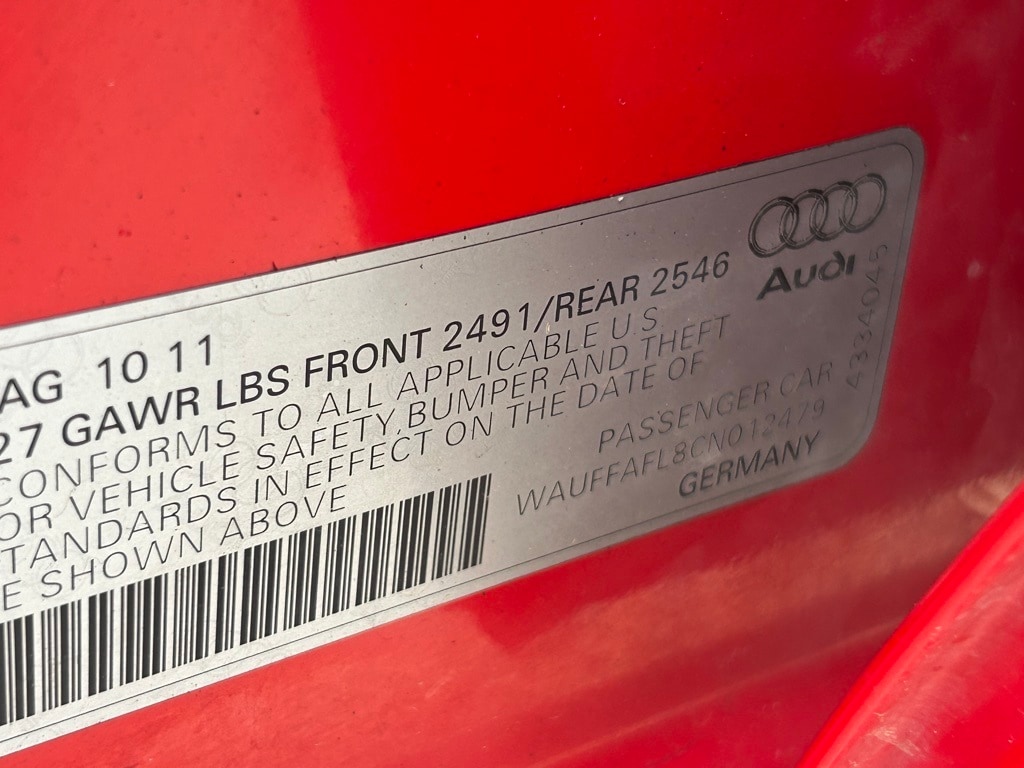 AG 10 11
27 GAWR LBS FRONT 2491/REAR 2546
CONFORMS TO ALL APPLICABLE U.S.
OR VEHICLE SAFETY, BUMPER AND THEFT
STANDARDS IN EFFECT ON THE DATE OF
E SHOWN ABOVE
PASSENGER CAR
WAUFFAFL8CN012479
GERMANY
Audi
43340445